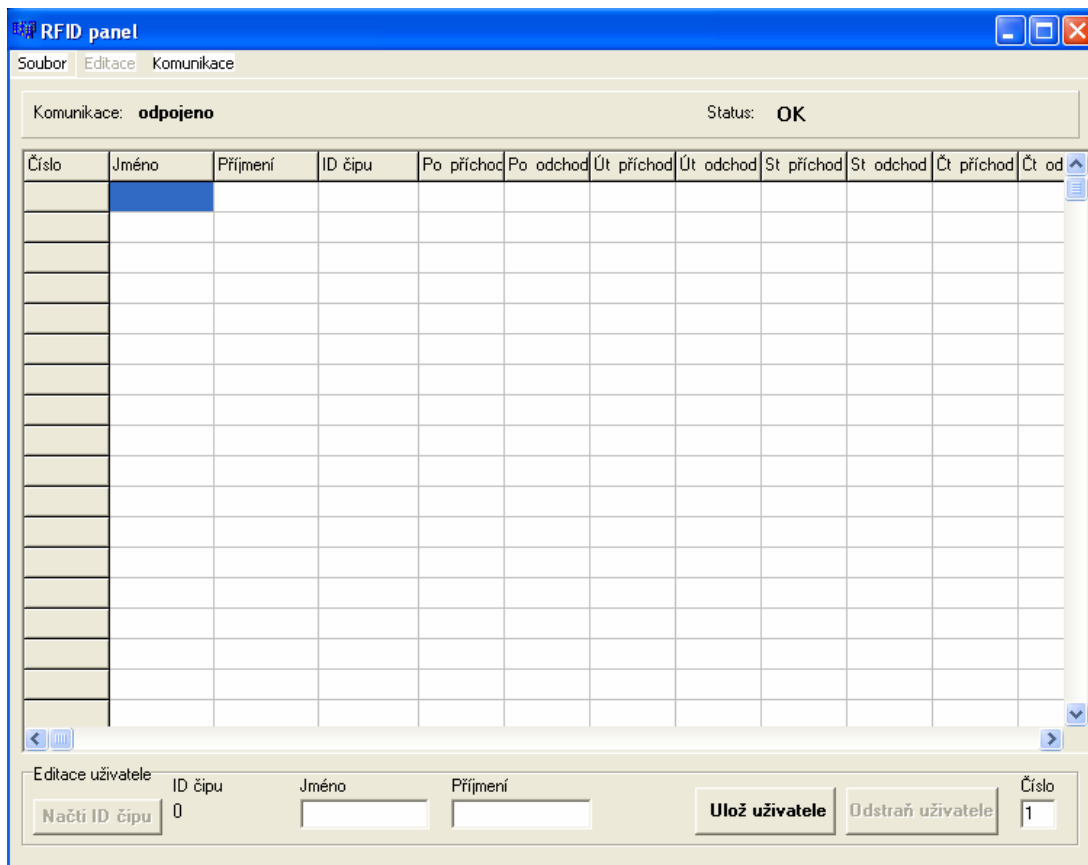 RFID panel
Soubor Editace Komunikace
Komunikace: odpojeno Status: OK
Číslo Jméno Příjmení ID čipu Po příchod Po odchod Út příchod Út odchod St příchod St odchod Čt příchod Čt od
Editace uživatele
ID čipu Jméno Příjmení Číslo
Načti ID čipu 0 Ulož uživatele Odstraň uživatele 1